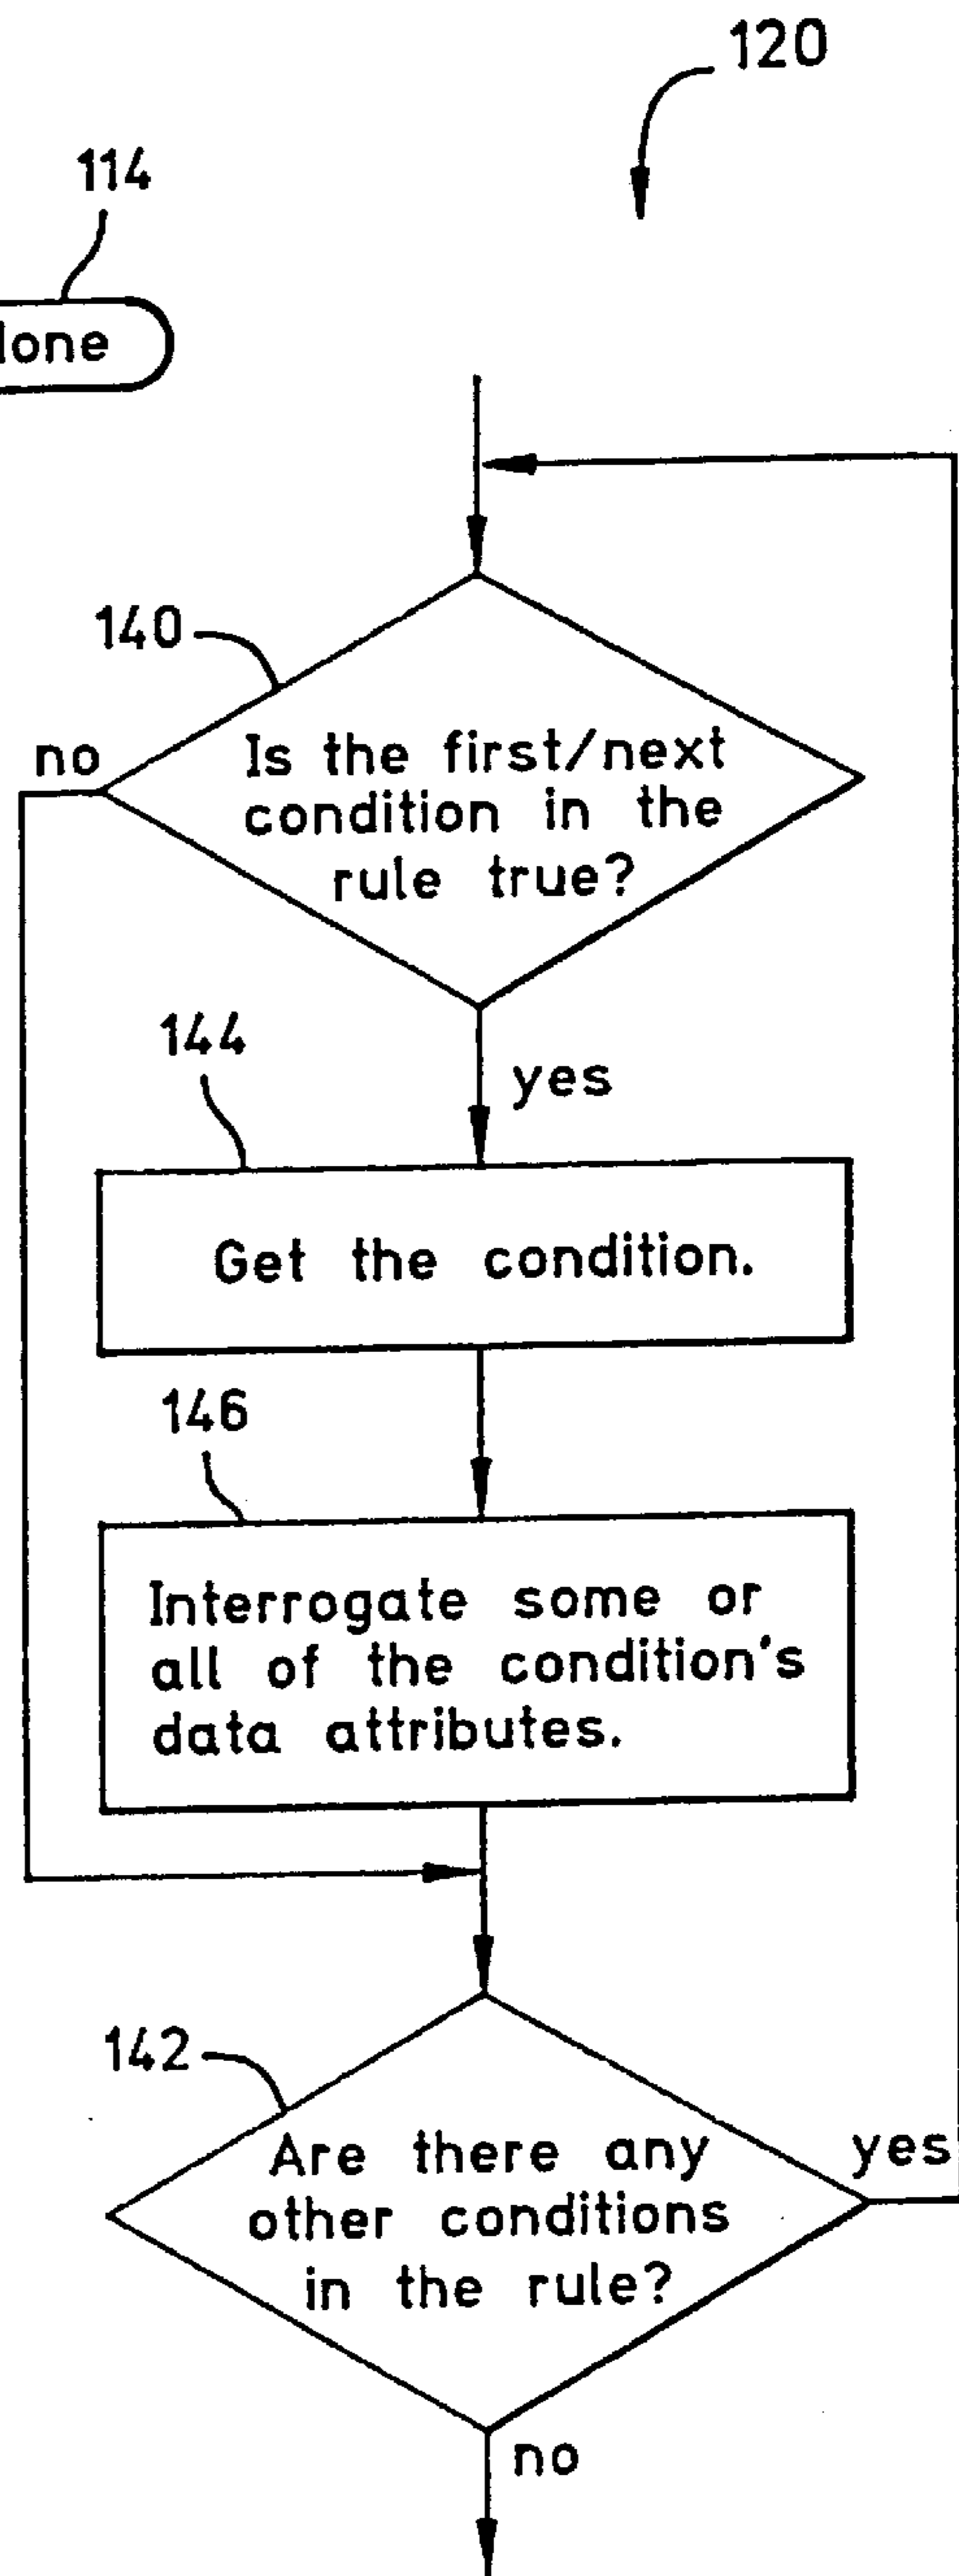 120
114
lone
140
no
Is the first/next
condition in the
rule true?
144
yes
Get the condition.
146
Interrogate some or
all of the condition's
data attributes.
142
Are there any
other conditions
in the rule?
yes
no